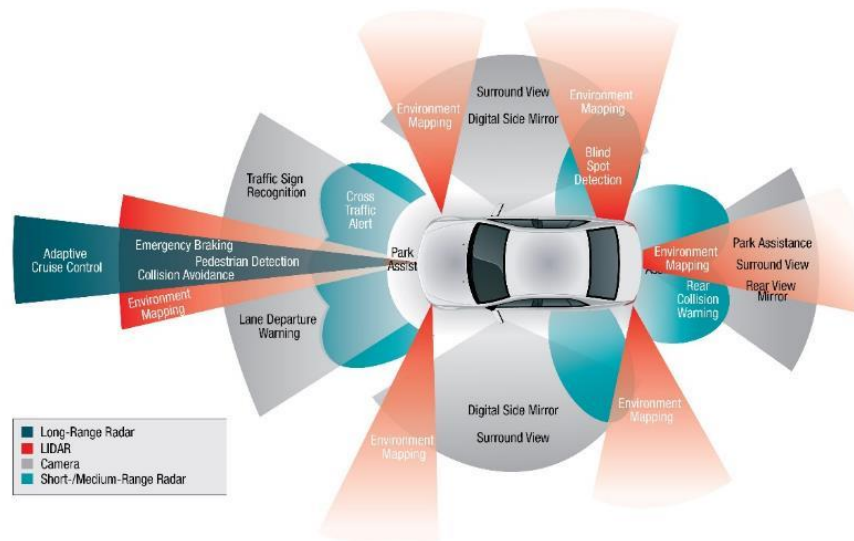 Environment
Mapping
Surround View
Digital Side Mirror
Environment
Mapping
Blind
Spot
Detection
Traffic Sign
Recognition
Cross
Traffic
Alert
Adaptive
Cruise Control
Emergency Braking
Pedestrian Detection
Collision Avoidance
Environment
Mapping
Lane Departure
Warning
Park
Assist
Environment
Mapping
Park Assistance
Surround View
Rear View
Mirror
Rear
Collision
Warning
Environment
Mapping
Digital Side Mirror
Surround View
Environment
Mapping
Long-Range Radar
LIDAR
Camera
Short-/Medium-Range Radar